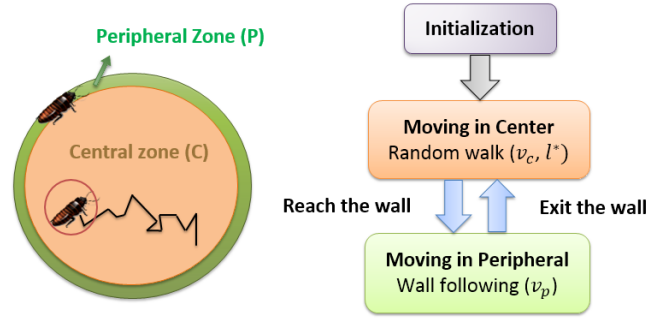 Peripheral Zone (P)
Central zone (C)
Initialization
Moving in Center
Random walk (v_c, l*)
Reach the wall
Exit the wall
Moving in Peripheral
Wall following (v_p)